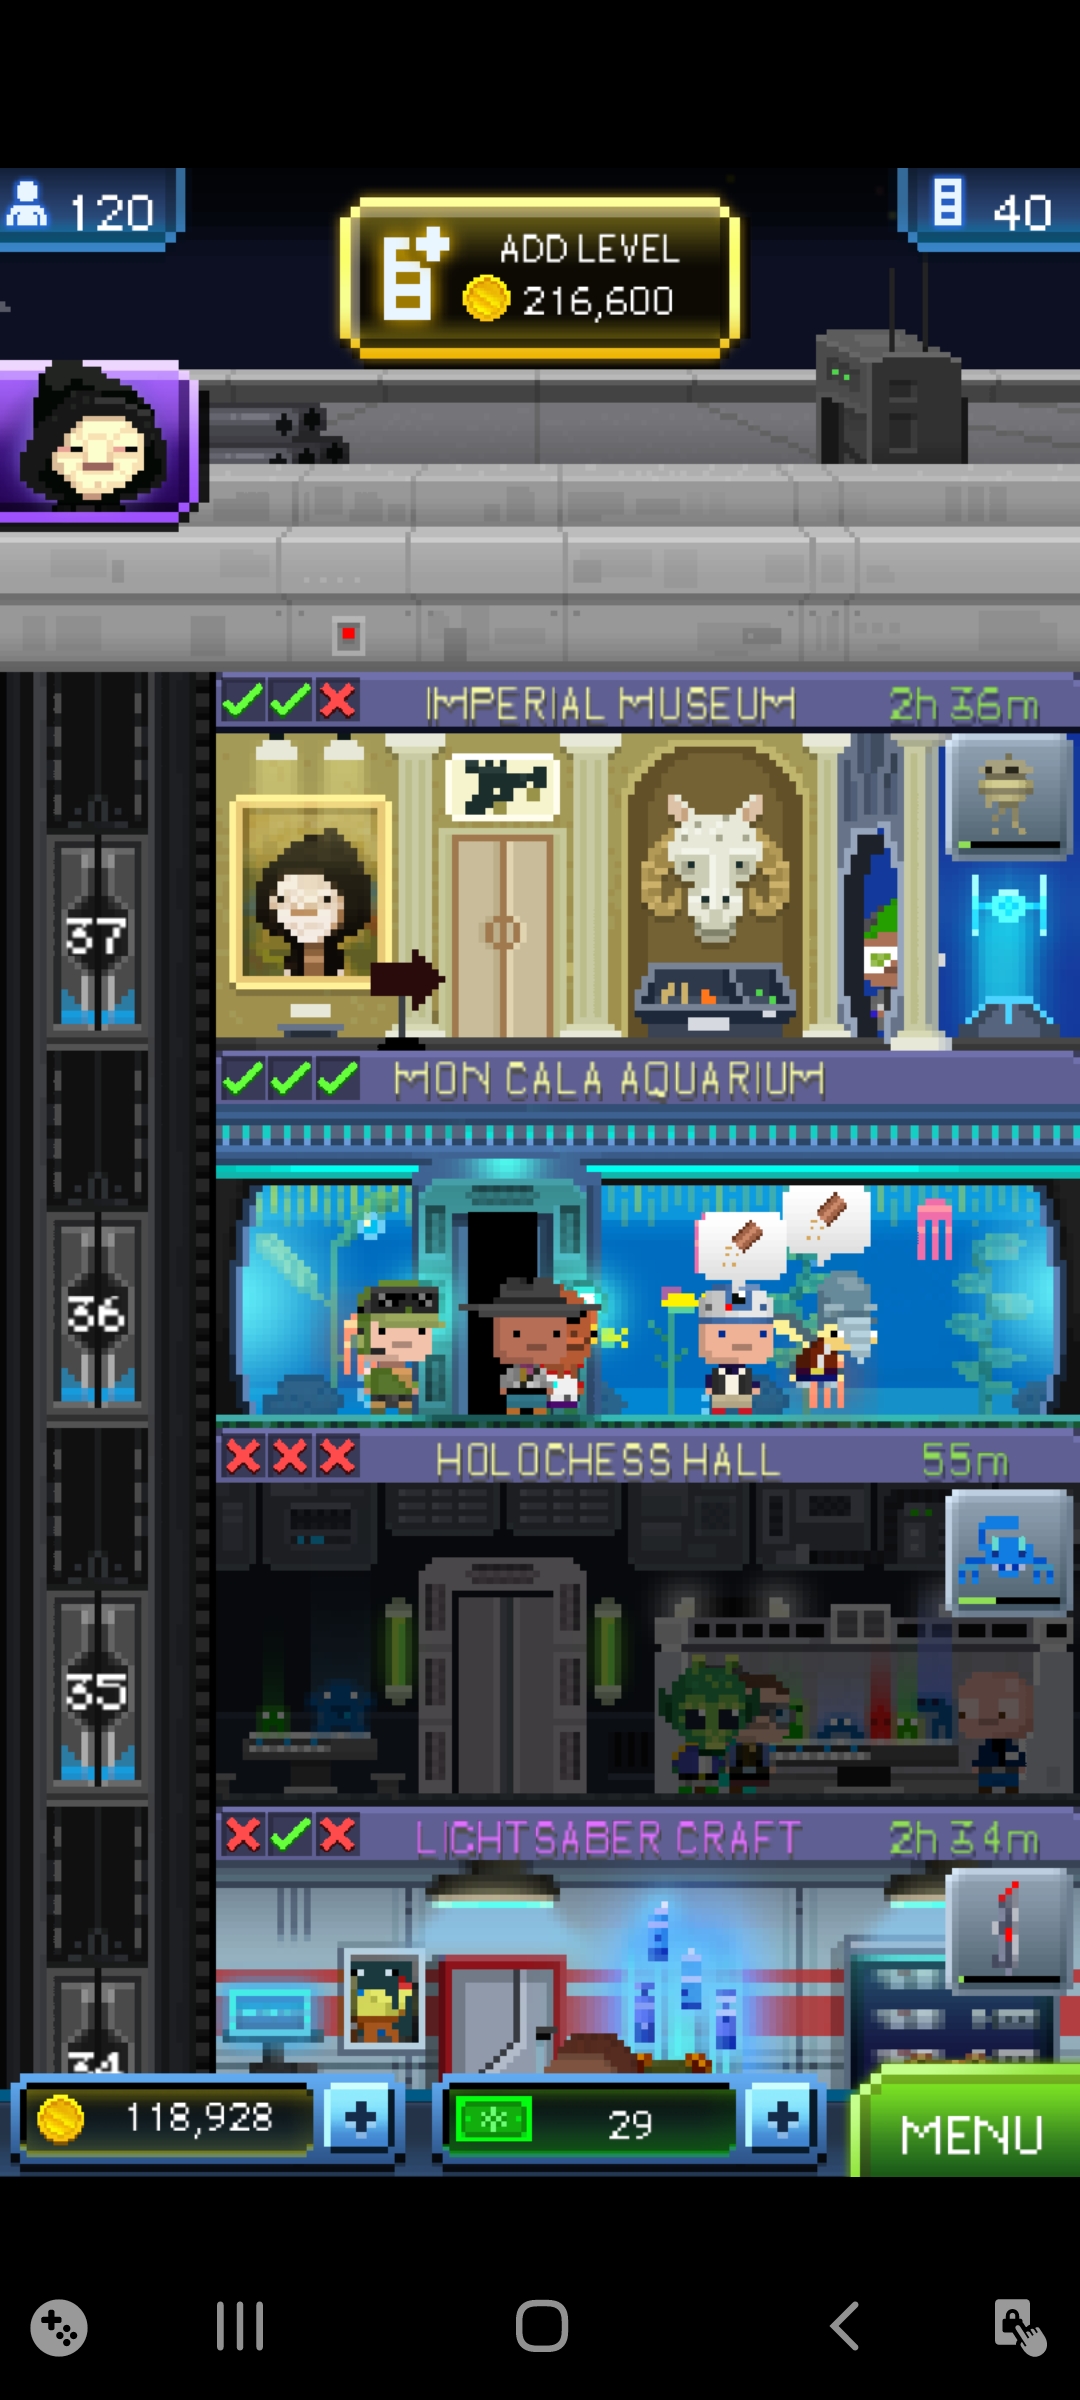 120
ADD LEVEL
216,600
40
IMPERIAL MUSEUM 2h 36m
37
MON CALA AQUARIUM
36
HOLOCHESS HALL 55m
35
LIGHTSABER CRAFT 2h 34m
34
118,928
29
MENU